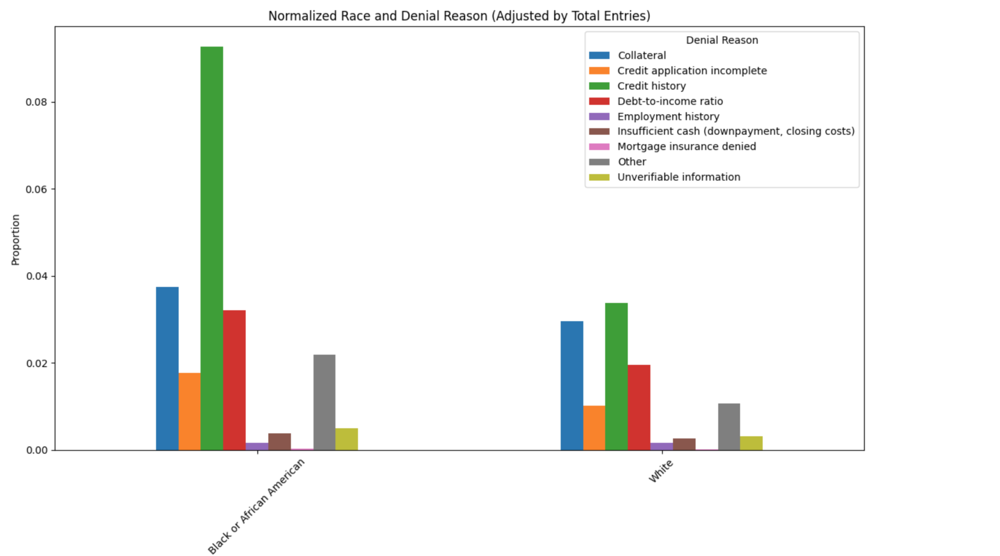 Normalized Race and Denial Reason (Adjusted by Total Entries)
Denial Reason
Collateral
Credit application incomplete
Credit history
Debt-to-income ratio
Employment history
Insufficient cash (downpayment, closing costs)
Mortgage insurance denied
Other
Unverifiable information
Proportion
0.08
0.06
0.04
0.02
0.00
Black or African American
White